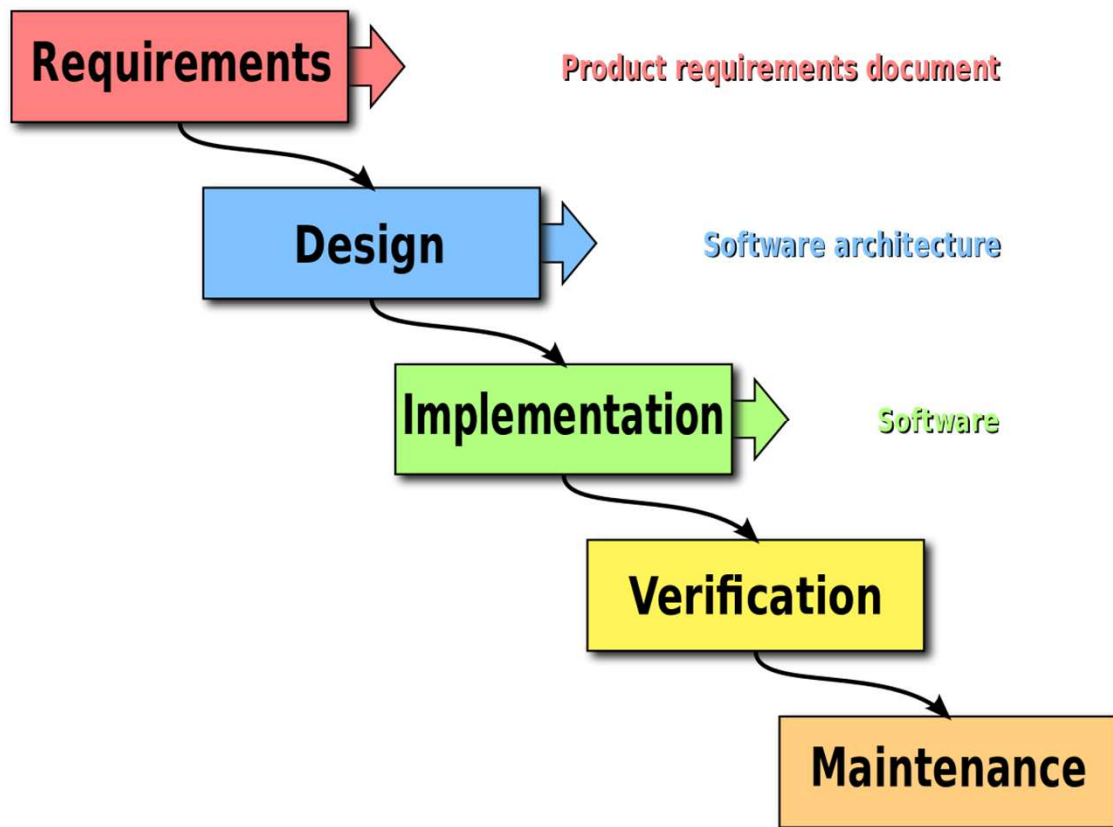 Requirements
Product requirements document
Design
Software architecture
Implementation
Software
Verification
Maintenance